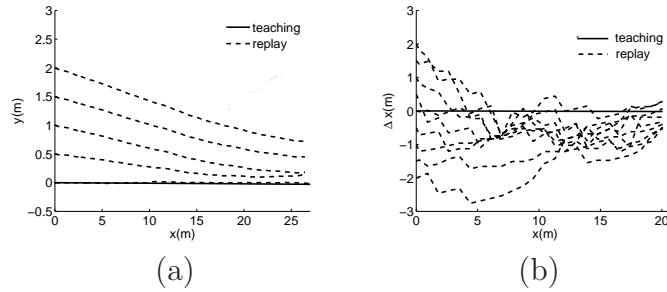 3
2.5
2
1.5
1
0.5
0
−0.5
y(m)
teaching
replay
0 5 10 15 20 25
x(m)
(a)
3
2
1
0
−1
−2
−3
Δ x(m)
teaching
replay
0 5 10 15 20
x(m)
(b)